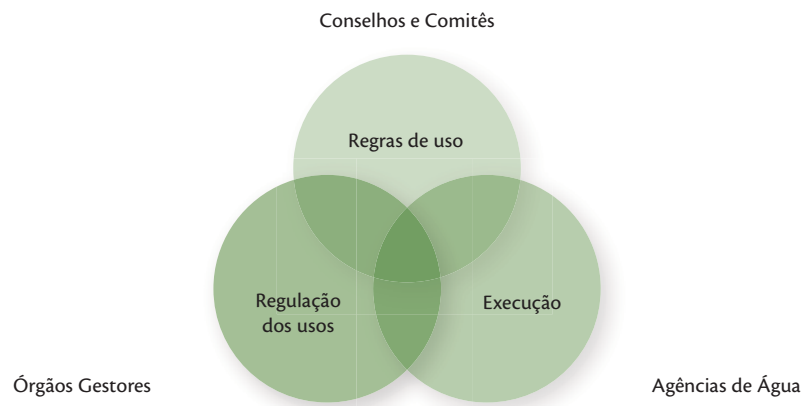 Conselhos e Comitês
Regras de uso
Regulação
dos usos
Execução
Órgãos Gestores
Agências de Água